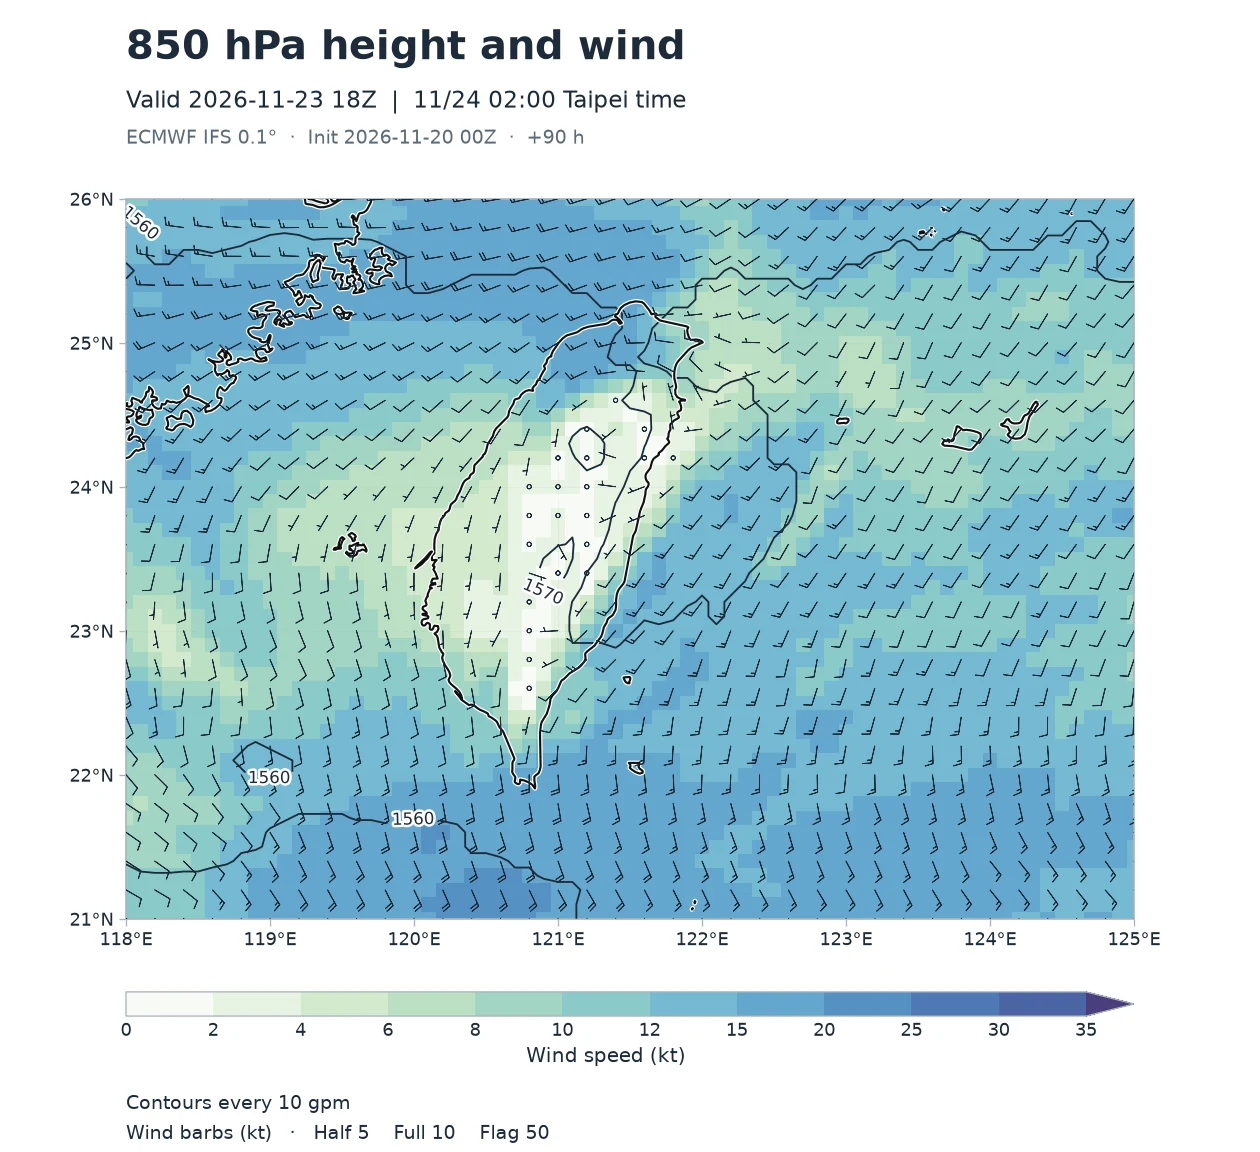 850 hPa height and wind
Valid 2026-11-23 18Z | 11/24 02:00 Taipei time
ECMWF IFS 0.1° · Init 2026-11-20 00Z · +90 h
26°N
1560
25°N
24°N
1570
23°N
22°N
1560
1560
21°N
118°E 119°E 120°E 121°E 122°E 123°E 124°E 125°E
0 2 4 6 8 10 12 15 20 25 30 35
Wind speed (kt)
Contours every 10 gpm
Wind barbs (kt) · Half 5 Full 10 Flag 50